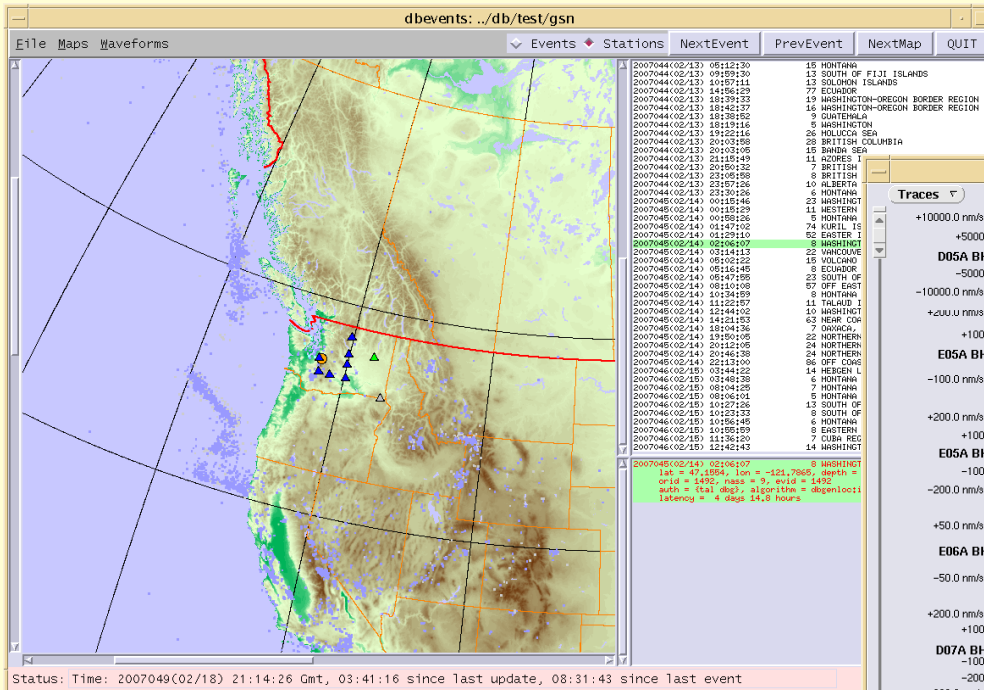 dbevents: ../db/test/gsn
File Maps Waveforms
Events Stations NextEvent PrevEvent NextMap QUIT
2007044(02/13) 05:12:30 15 MONTANA
2007044(02/13) 09:59:30 13 SOUTH OF FIJI ISLANDS
2007044(02/13) 10:57:11 13 SOLOMON ISLANDS
2007044(02/13) 14:56:29 77 ECUADOR
2007044(02/13) 18:39:33 19 WASHINGTON-OREGON BORDER REGION
2007044(02/13) 18:42:37 16 WASHINGTON-OREGON BORDER REGION
2007044(02/13) 18:38:52 9 GUATEMALA
2007044(02/13) 18:19:16 5 WASHINGTON
2007044(02/13) 19:22:16 26 MOLUCCA SEA
2007044(02/13) 20:03:58 28 BRITISH COLUMBIA
2007044(02/13) 20:03:05 15 BANDA SEA
2007044(02/13) 21:15:49 11 AZORES I
2007044(02/13) 20:50:32 7 BRITISH
2007044(02/13) 23:05:58 8 BRITISH
2007044(02/13) 23:57:26 10 ALBERTA
2007044(02/13) 23:30:26 6 MONTANA
2007045(02/14) 00:15:46 23 WASHINGT
2007045(02/14) 00:15:29 11 WESTERN
2007045(02/14) 00:58:26 5 MONTANA
2007045(02/14) 01:47:02 74 KURIL IS
2007045(02/14) 01:29:10 52 EASTER I
2007045(02/14) 02:06:07 8 WASHINGT
2007045(02/14) 03:14:13 22 VANCOUVE
2007045(02/14) 05:02:22 15 VOLCANO
2007045(02/14) 05:16:45 8 ECUADOR
2007045(02/14) 05:47:55 23 SOUTH OF
2007045(02/14) 08:10:08 57 OFF EAST
2007045(02/14) 10:34:59 8 MONTANA
2007045(02/14) 11:22:57 11 TALAUD I
2007045(02/14) 12:44:02 10 WASHINGT
2007045(02/14) 14:21:53 63 NEAR COA
2007045(02/14) 18:04:36 7 OAXACA,
2007045(02/14) 19:50:05 22 NORTHERN
2007045(02/14) 20:12:05 24 NORTHERN
2007045(02/14) 20:46:38 24 NORTHERN
2007045(02/14) 22:13:00 86 OFF COAS
2007046(02/15) 03:44:22 14 HEBGEN L
2007046(02/15) 03:48:38 6 MONTANA
2007046(02/15) 08:04:25 7 MONTANA
2007046(02/15) 08:06:01 5 MONTANA
2007046(02/15) 10:27:26 13 SOUTH OF
2007046(02/15) 10:23:33 8 SOUTH OF
2007046(02/15) 10:56:45 6 MONTANA
2007046(02/15) 10:55:59 8 EASTERN
2007046(02/15) 11:36:20 7 CUBA REG
2007046(02/15) 12:42:43 14 WASHINGT
2007045(02/14) 02:06:07 8 WASHINGT
lat = 47.1554, lon = -121.7865, depth =
orid = 1492, nass = 9, evid = 1492
auth = {tal dbg}, algorithm = dbgenloc:i
latency = 4 days 14.8 hours
Traces
+10000.0 nm/s
+5000
D05A BH
-5000
-10000.0 nm/s
+200.0 nm/s
+100
E05A BH
-100.0 nm/s
+200.0 nm/s
+100
E05A BH
-100
-200.0 nm/s
+50.0 nm/s
E06A BH
-50.0 nm/s
+200.0 nm/s
+100
D07A BH
-100
-200
Status: Time: 2007049(02/18) 21:14:26 Gmt, 03:41:16 since last update, 08:31:43 since last event